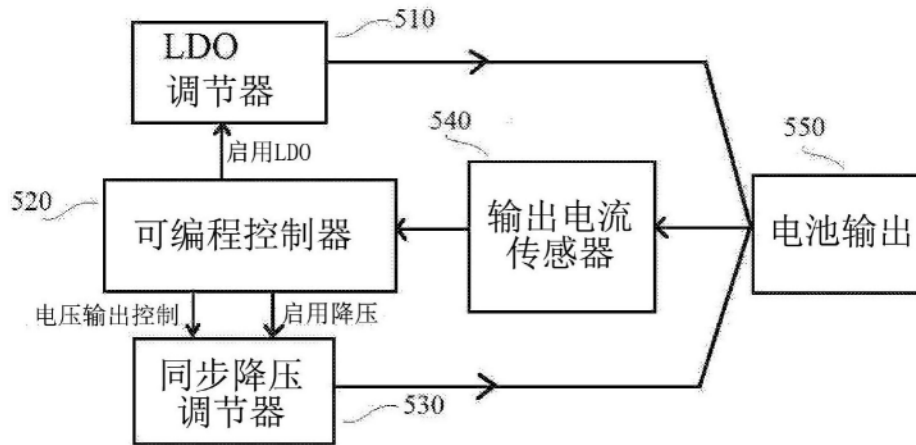 510
LDO
调节器
540
550
启用LDO
520
可编程控制器
输出电流
传感器
电池输出
电压输出控制
启用降压
同步降压
调节器
530